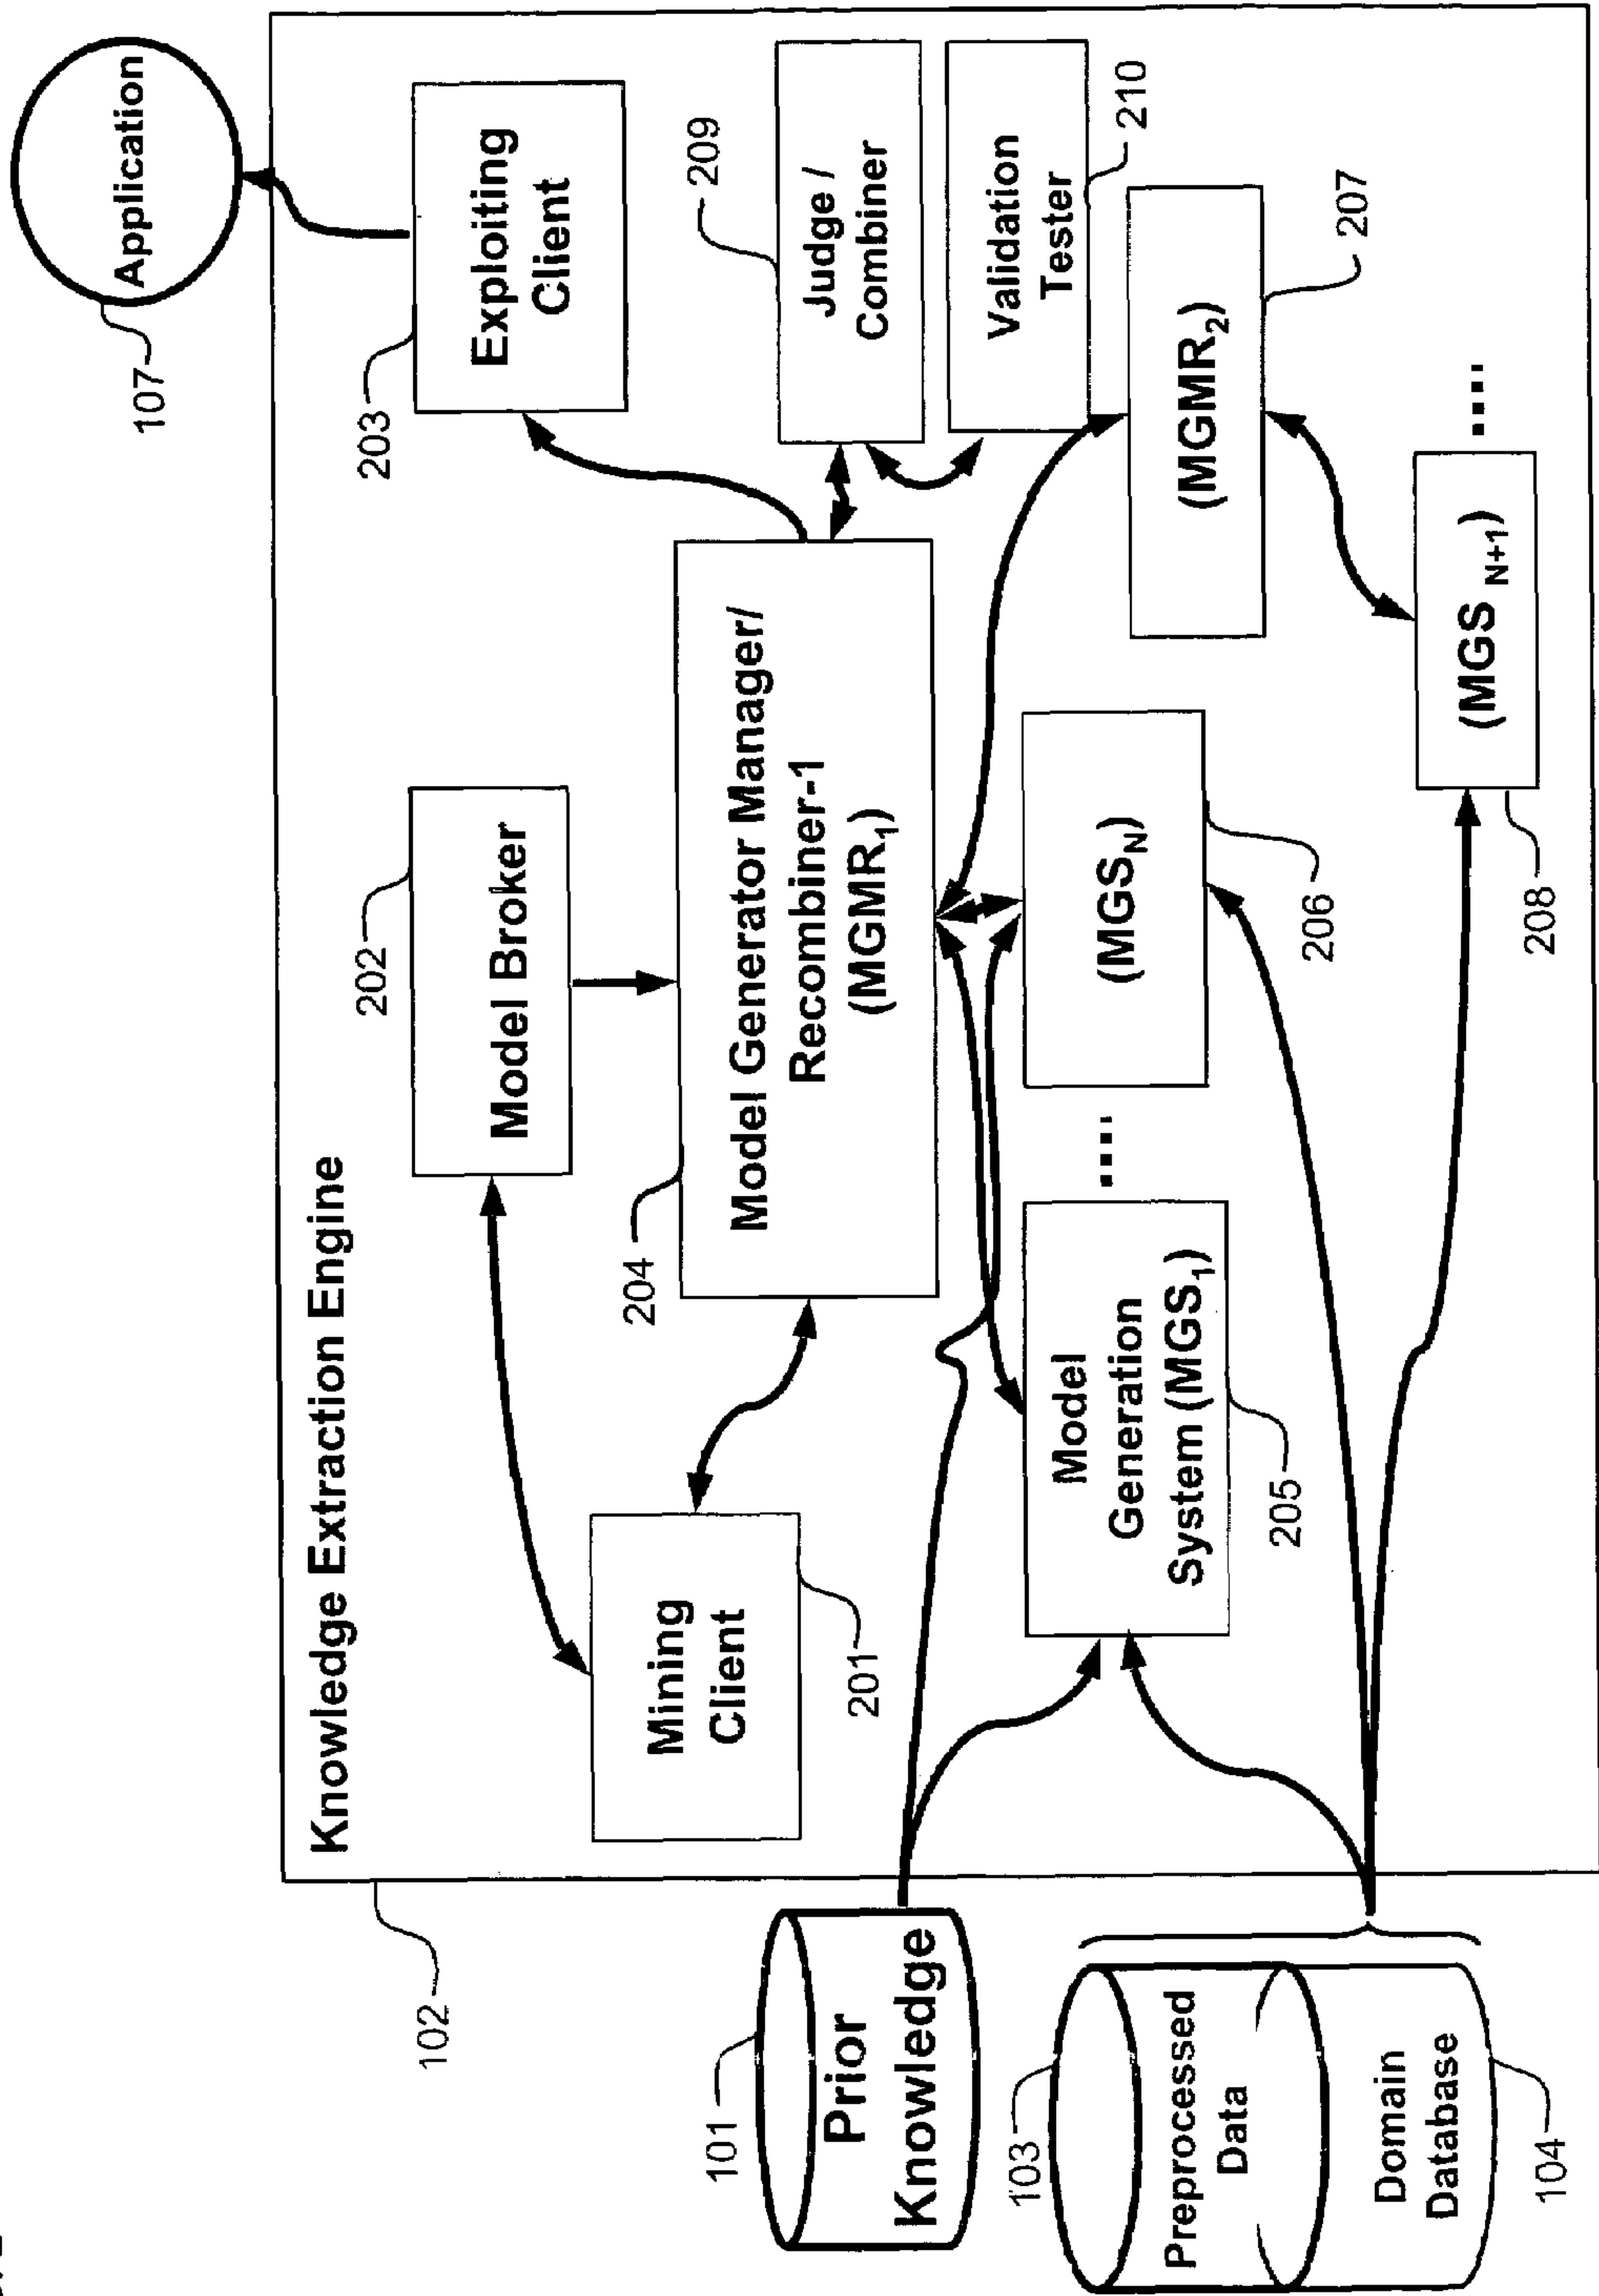 Application
107
Knowledge Extraction Engine
102
Exploiting
Client
203
Model Broker
202
Mining
Client
201
Model Generator Manager/
Recombiner-1
(MGMR1)
204
Judge /
Combiner
209
Validation
Tester
210
Prior
Knowledge
101
Model
Generation
System (MGS1)
205
....
(MGSN)
206
(MGMR2)
207
(MGS N+1)
208
....
Preprocessed
Data
103
Domain
Database
104